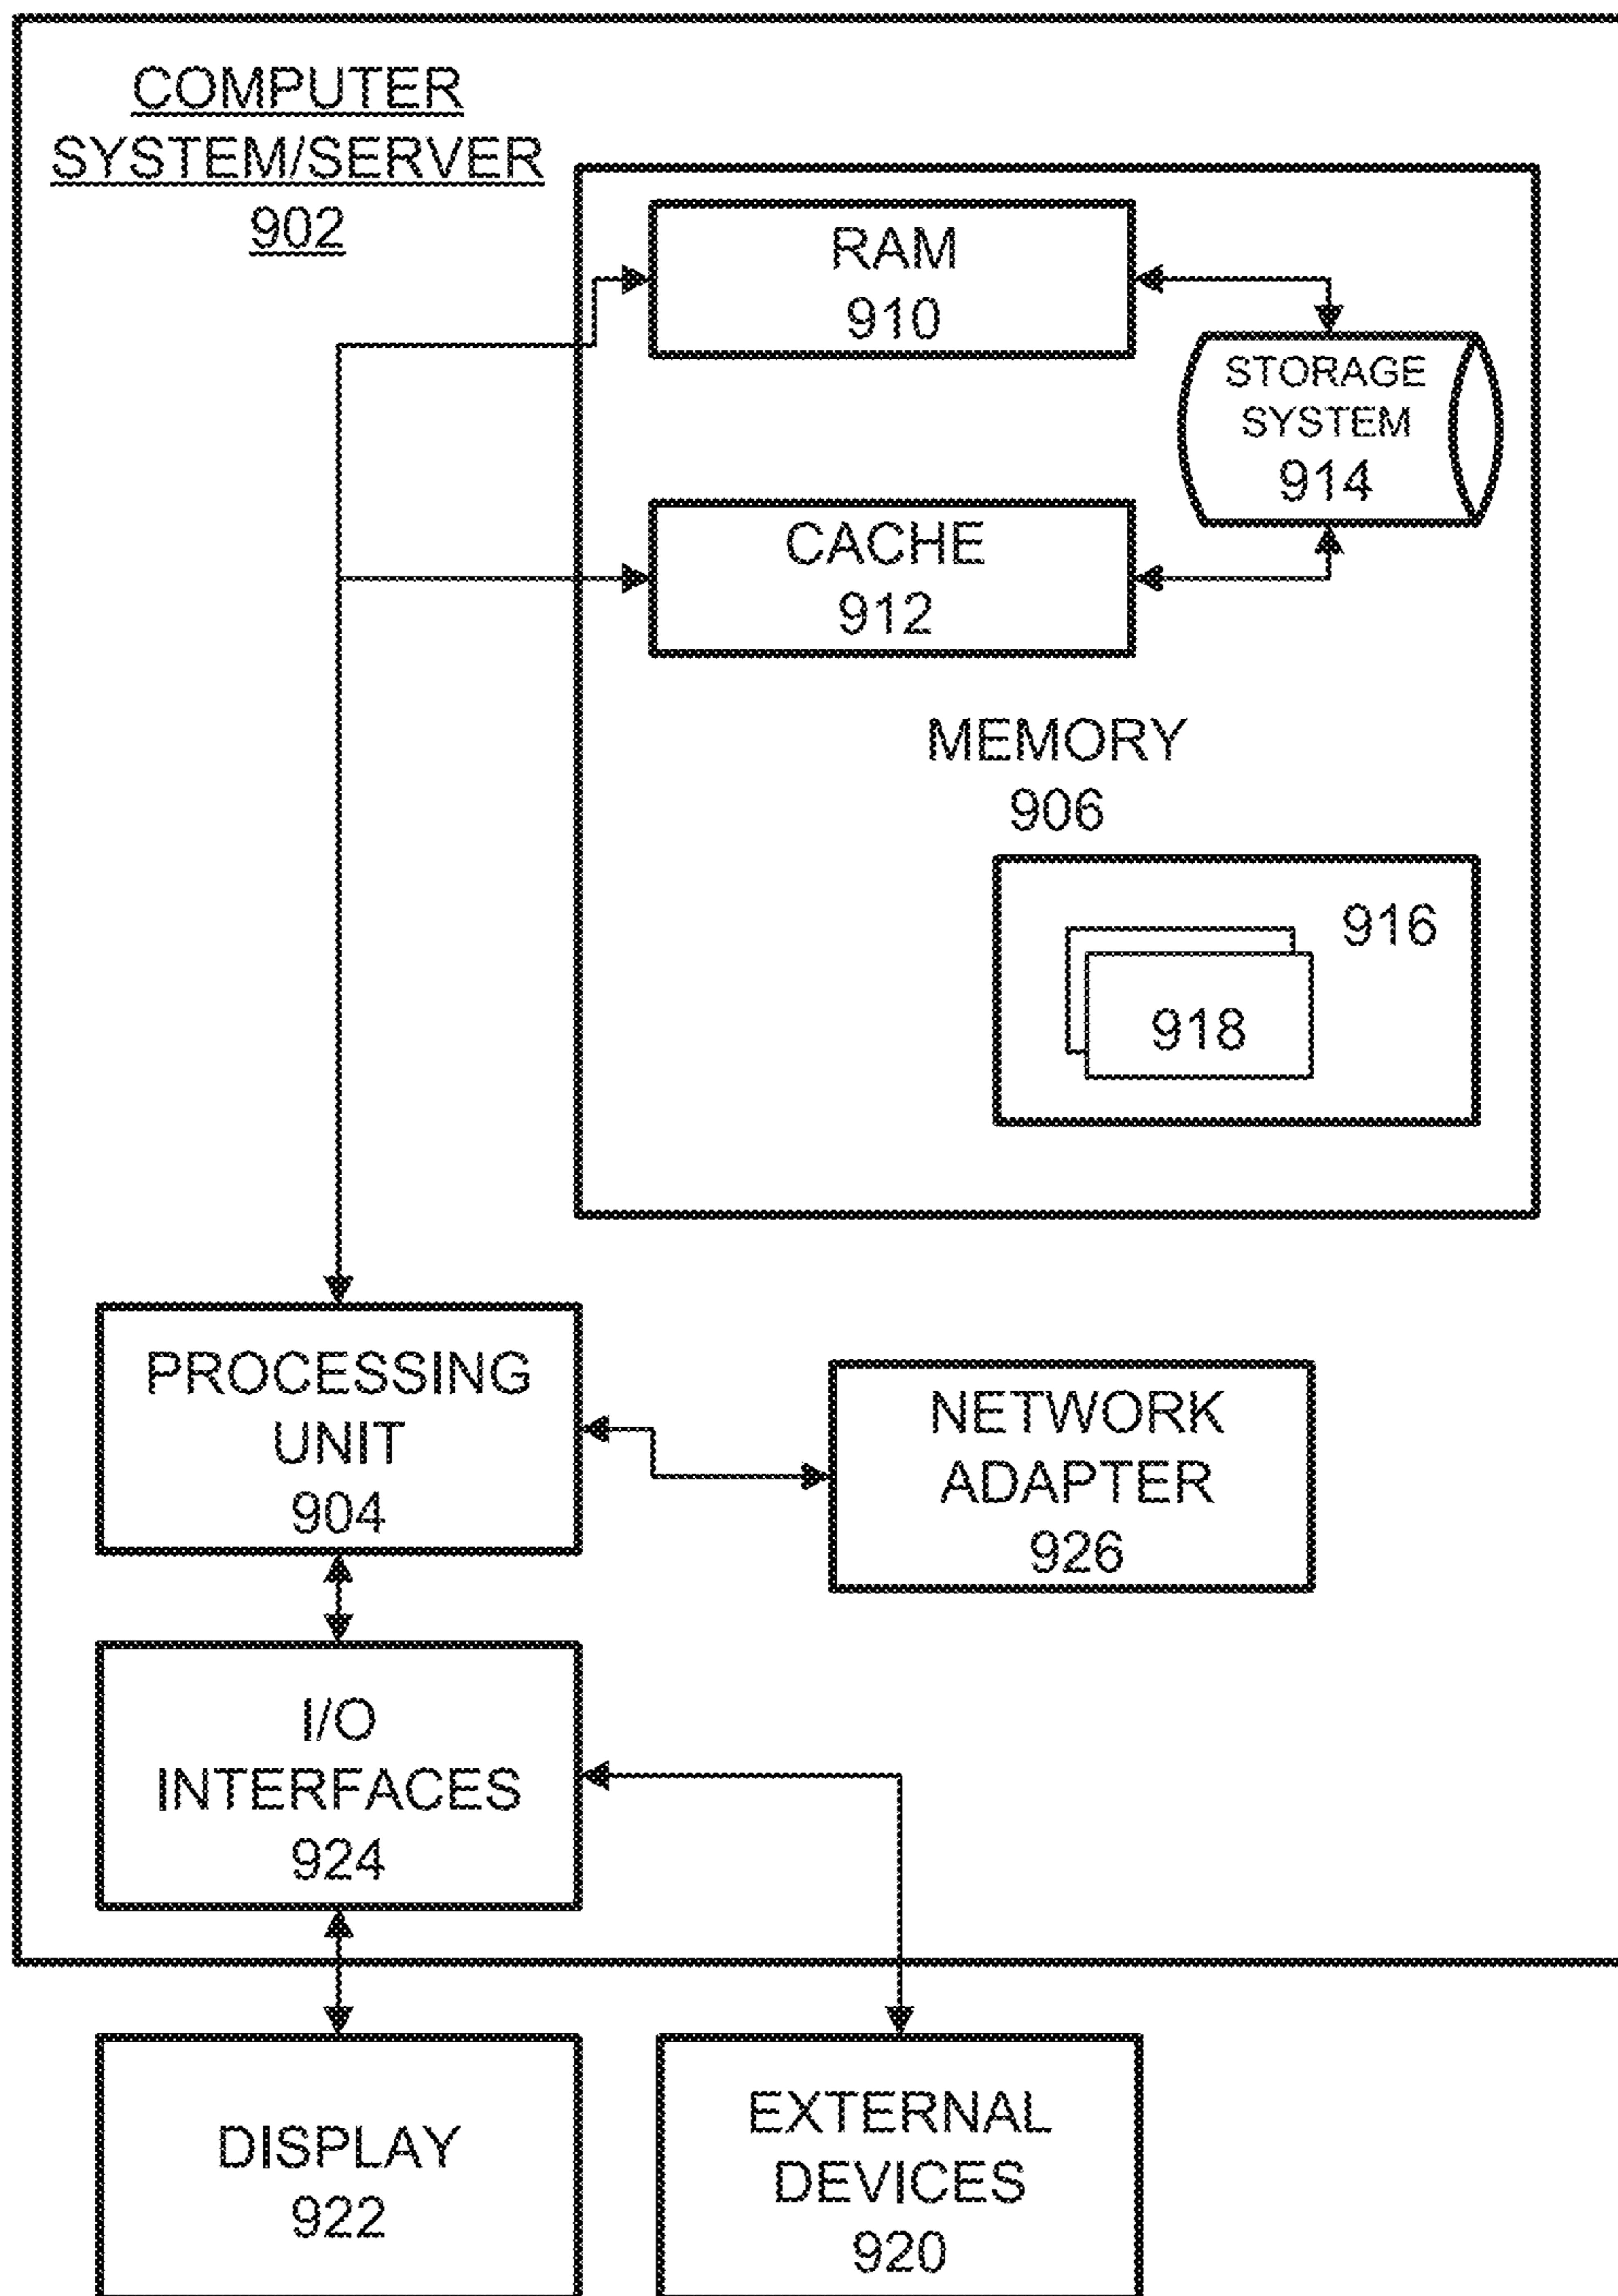 COMPUTER
SYSTEM/SERVER
902
RAM
910
STORAGE
SYSTEM
914
CACHE
912
MEMORY
906
916
918
PROCESSING
UNIT
904
NETWORK
ADAPTER
926
I/O
INTERFACES
924
DISPLAY
922
EXTERNAL
DEVICES
920